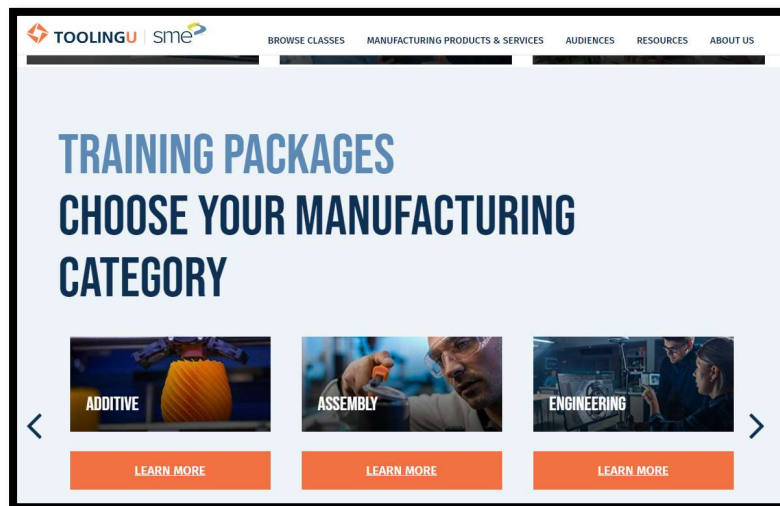 TOOLINGU sme
BROWSE CLASSES MANUFACTURING PRODUCTS & SERVICES AUDIENCES RESOURCES ABOUT US
TRAINING PACKAGES
CHOOSE YOUR MANUFACTURING
CATEGORY
ADDITIVE ASSEMBLY ENGINEERING
LEARN MORE LEARN MORE LEARN MORE